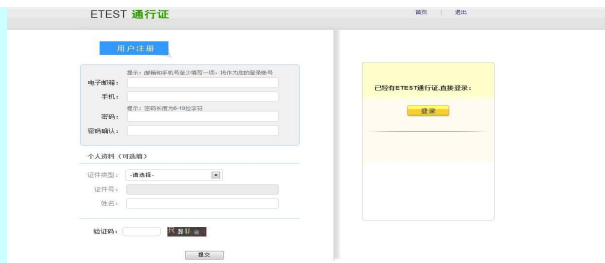 ETEST 通行证
首页 | 退出
用户注册
提示：邮箱和手机号至少填写一项，将作为您的登录账号
电子邮箱：
手机：
提示：密码长度为6-19位字符
密码：
密码确认：
已经有ETEST通行证,直接登录：
登录
个人资料（可选填）
证件类型： -请选择-
证件号：
姓名：
验证码：
提交